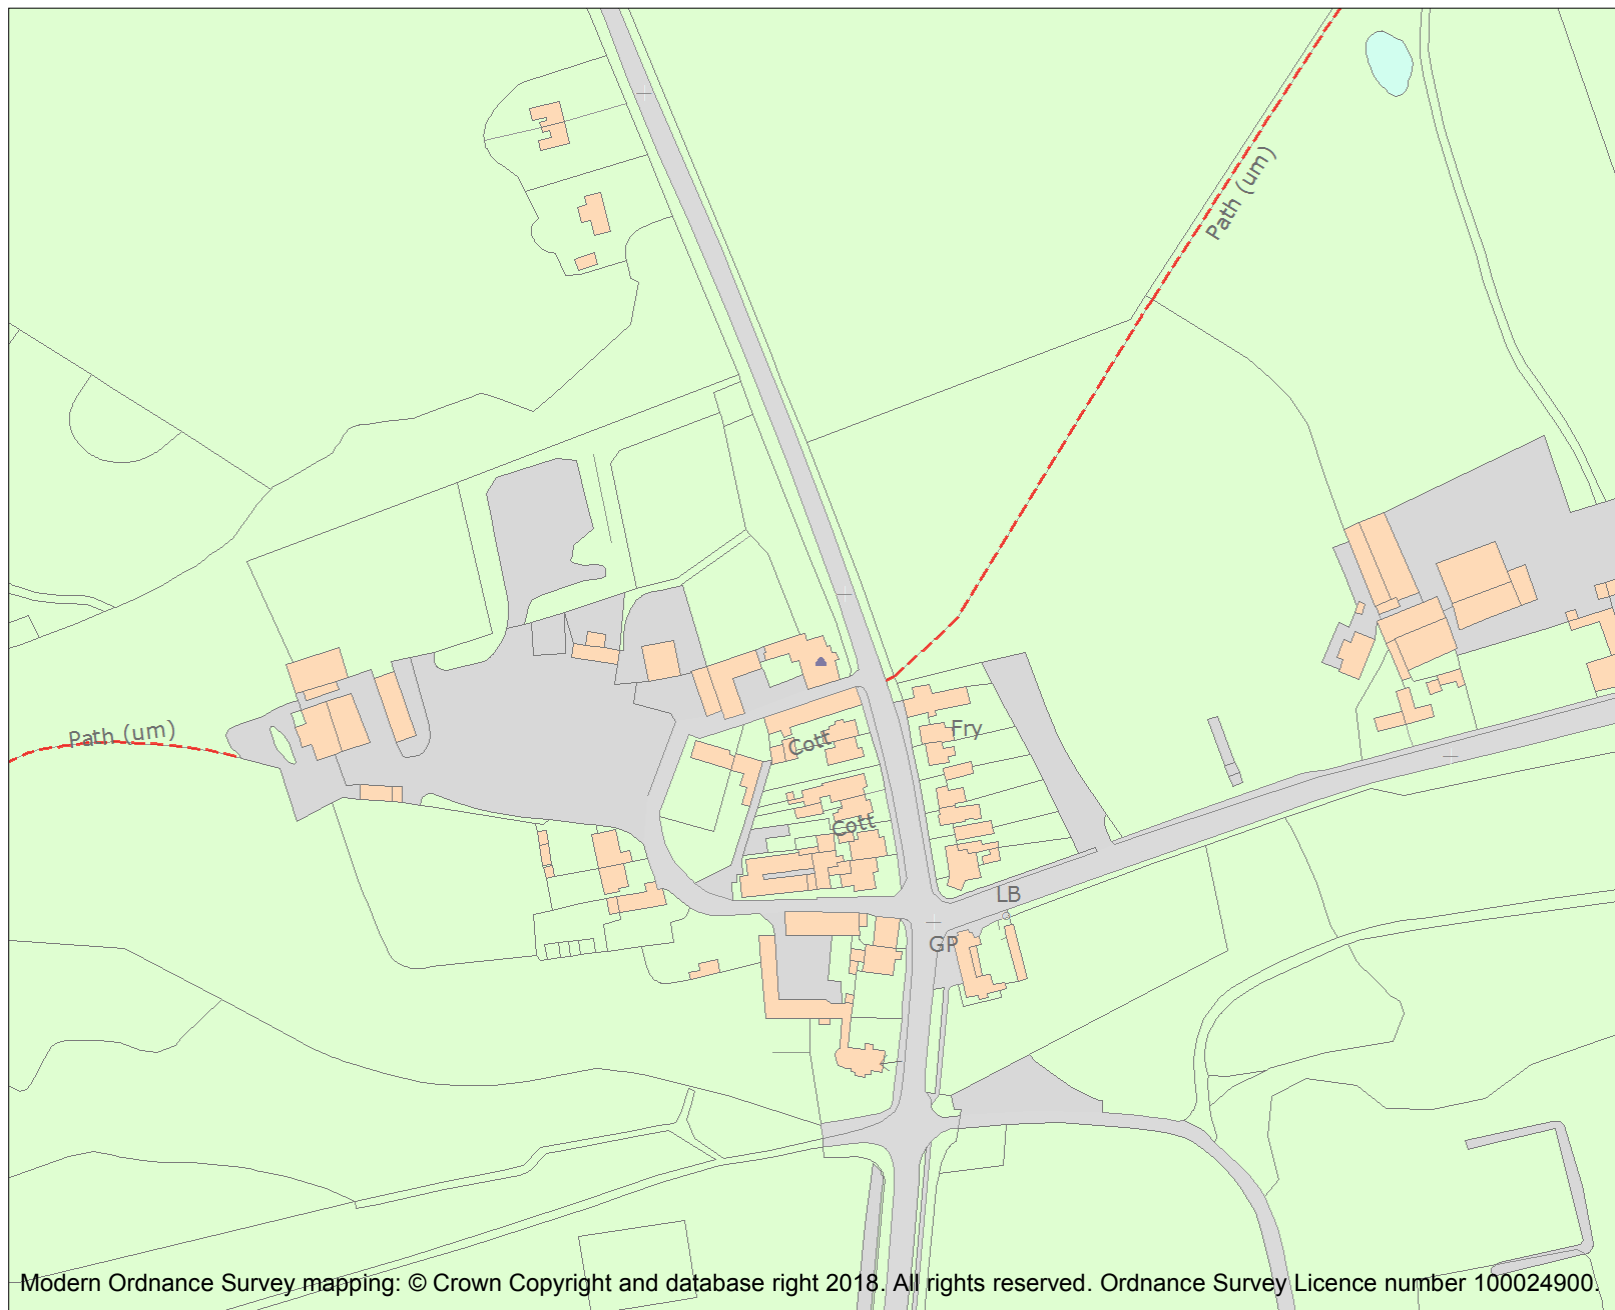 Path (um)
Path (um)
Fry
Cott
Cott
LB
GP
Modern Ordnance Survey mapping: © Crown Copyright and database right 2018. All rights reserved. Ordnance Survey Licence number 100024900.